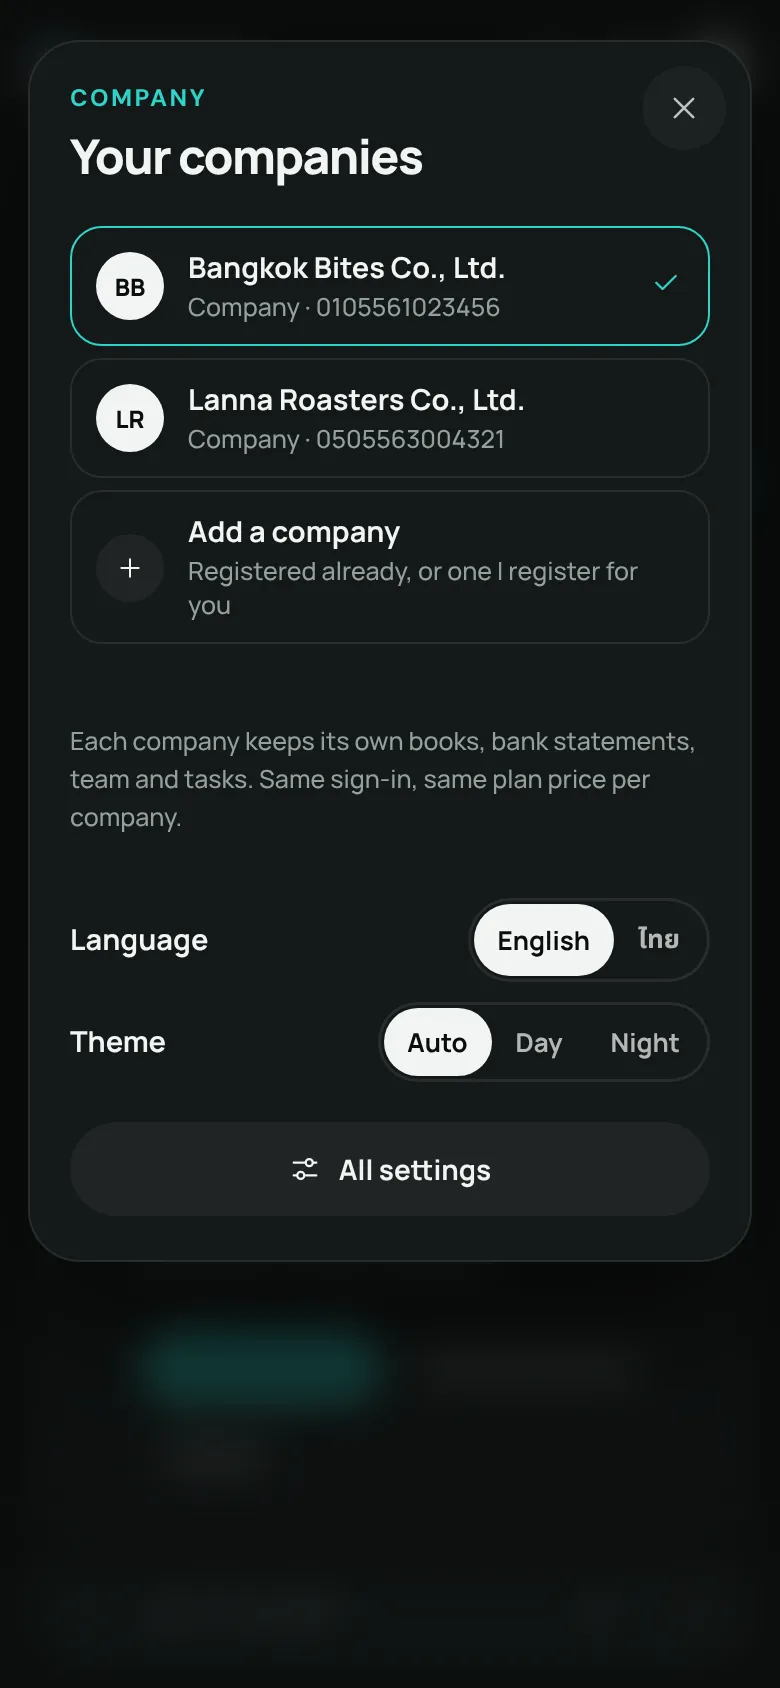 COMPANY
Your companies
BB
Bangkok Bites Co., Ltd.
Company · 0105561023456
LR
Lanna Roasters Co., Ltd.
Company · 0505563004321
Add a company
Registered already, or one I register for
you
Each company keeps its own books, bank statements,
team and tasks. Same sign-in, same plan price per
company.
Language
English ไทย
Theme
Auto Day Night
All settings